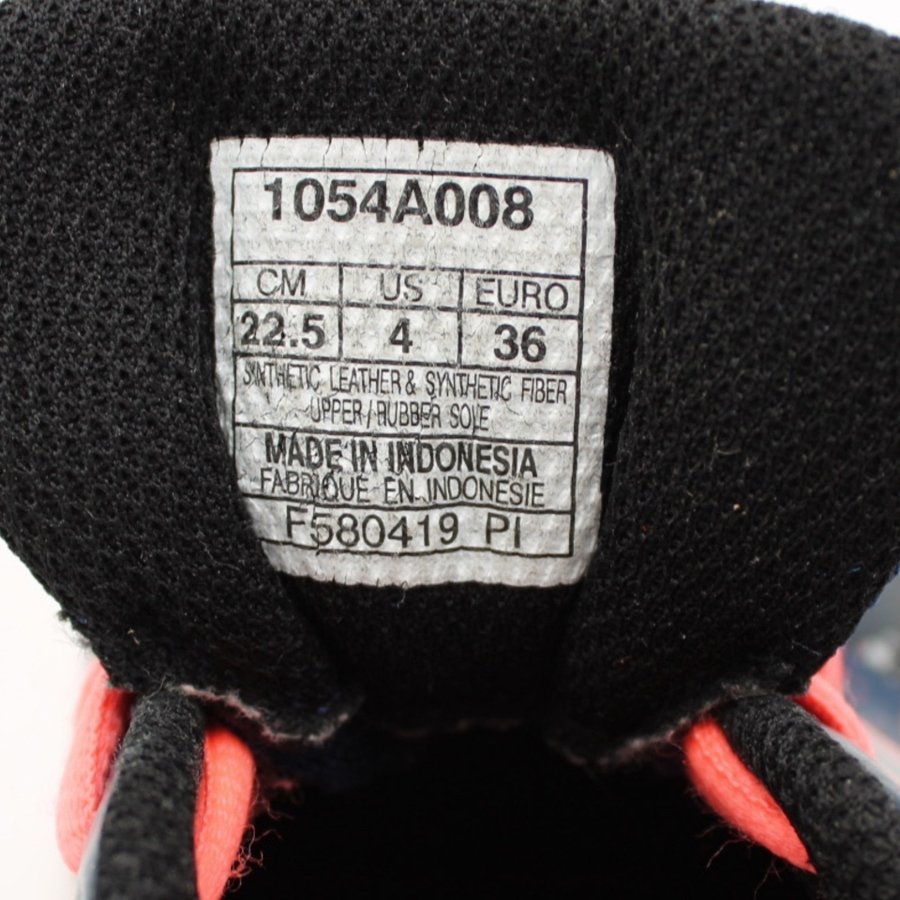 1054A008
CM US EURO
22.5 4 36
SYNTHETIC LEATHER & SYNTHETIC FIBER
UPPER / RUBBER SOLE
MADE IN INDONESIA
FABRIQUE EN INDONESIE
F580419 PI